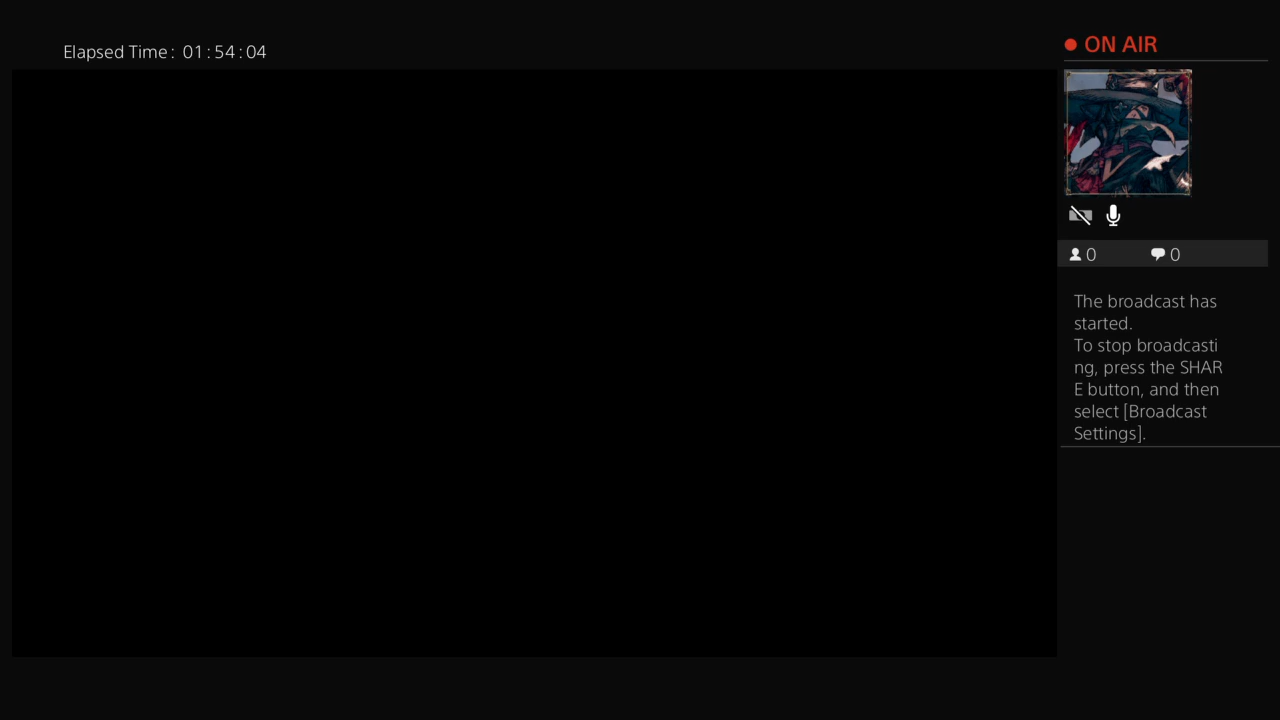 Elapsed Time: 01:54:04
ON AIR
0 0
The broadcast has
started.
To stop broadcasti
ng, press the SHAR
E button, and then
select [Broadcast
Settings].